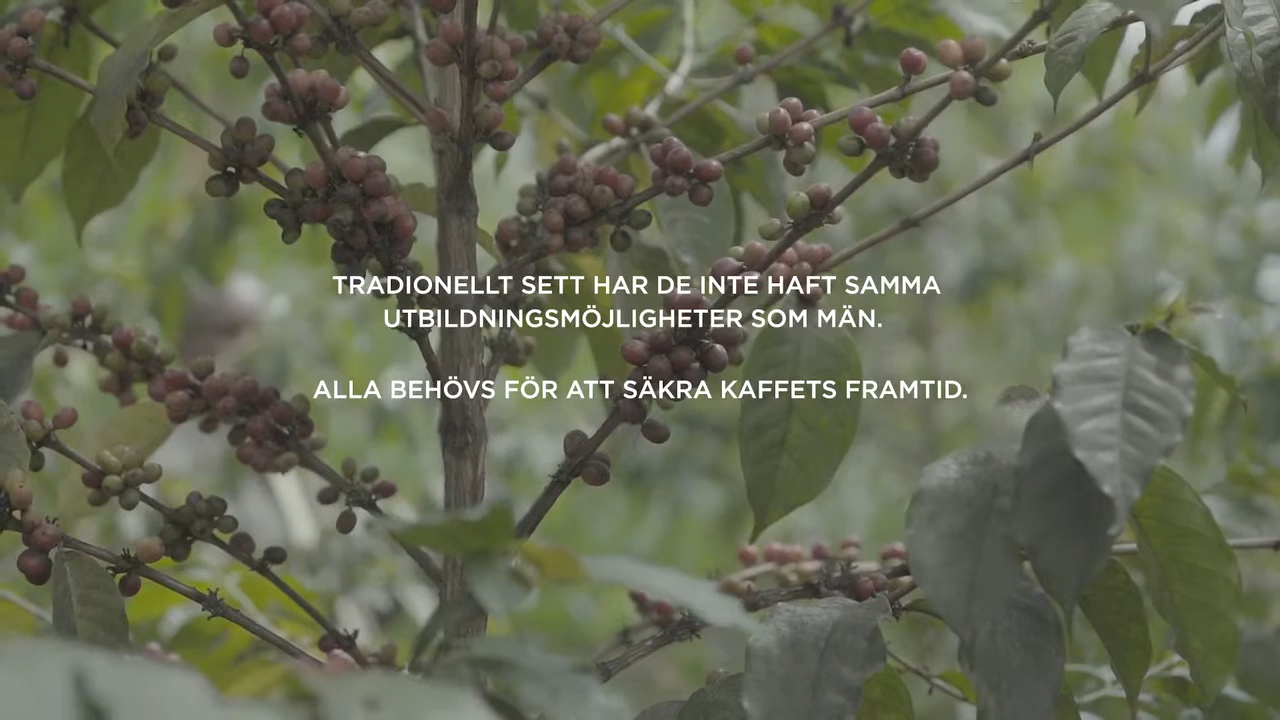 TRADIONELLT SETT HAR DE INTE HAFT SAMMA
UTBILDNINGSMÖJLIGHETER SOM MÄN.
ALLA BEHÖVS FÖR ATT SÄKRA KAFFETS FRAMTID.